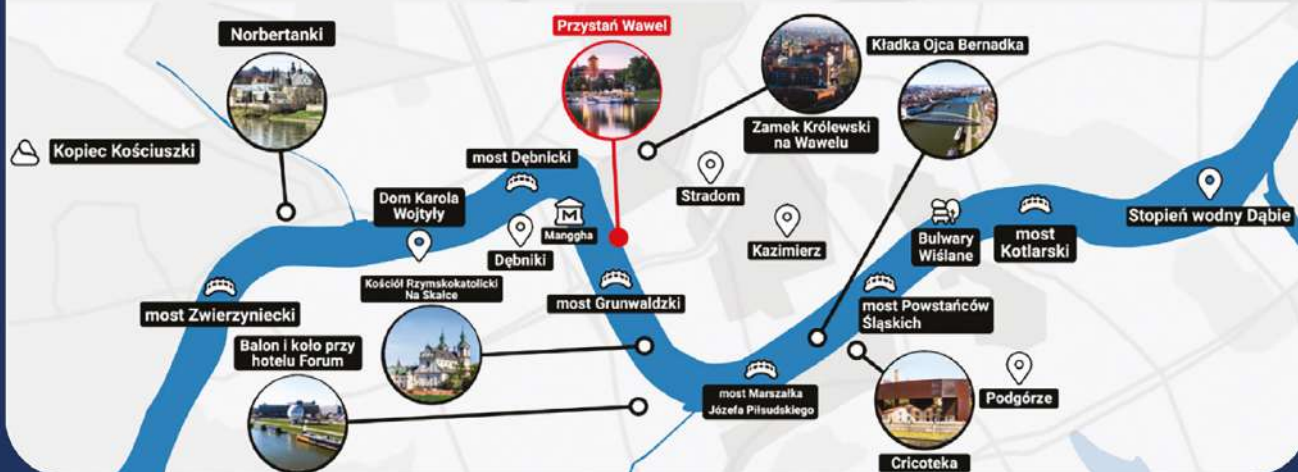 Norbertanki
Przystań Wawel
Kładka Ojca Bernadka
Zamek Królewski
na Wawelu
Kopiec Kościuszki
most Dębnicki
Stradom
Dom Karola
Wojtyły
Manggha
Dębniki
Kazimierz
Bulwary
Wiślane
most
Kotlarski
Stopień wodny Dąbie
Kościół Rzymskokatolicki
Na Skałce
most Grunwaldzki
most Powstańców
Śląskich
most Zwierzyniecki
Balon i koło przy
hotelu Forum
most Marszałka
Józefa Piłsudskiego
Podgórze
Cricoteka